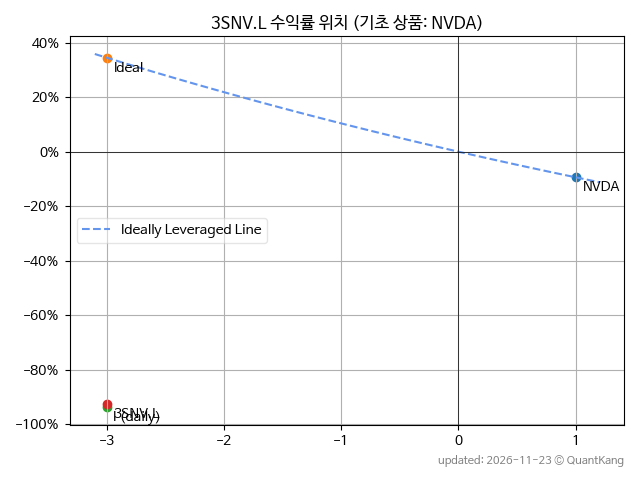 3SNV.L 수익률 위치 (기초 상품: NVDA)
40%
Ideal
20%
0%
NVDA
−20%
Ideally Leveraged Line
−40%
−60%
−80%
3SNV.L
(daily)
−100%
−3
−2
−1
0
1
updated: 2026-11-23 © QuantKang